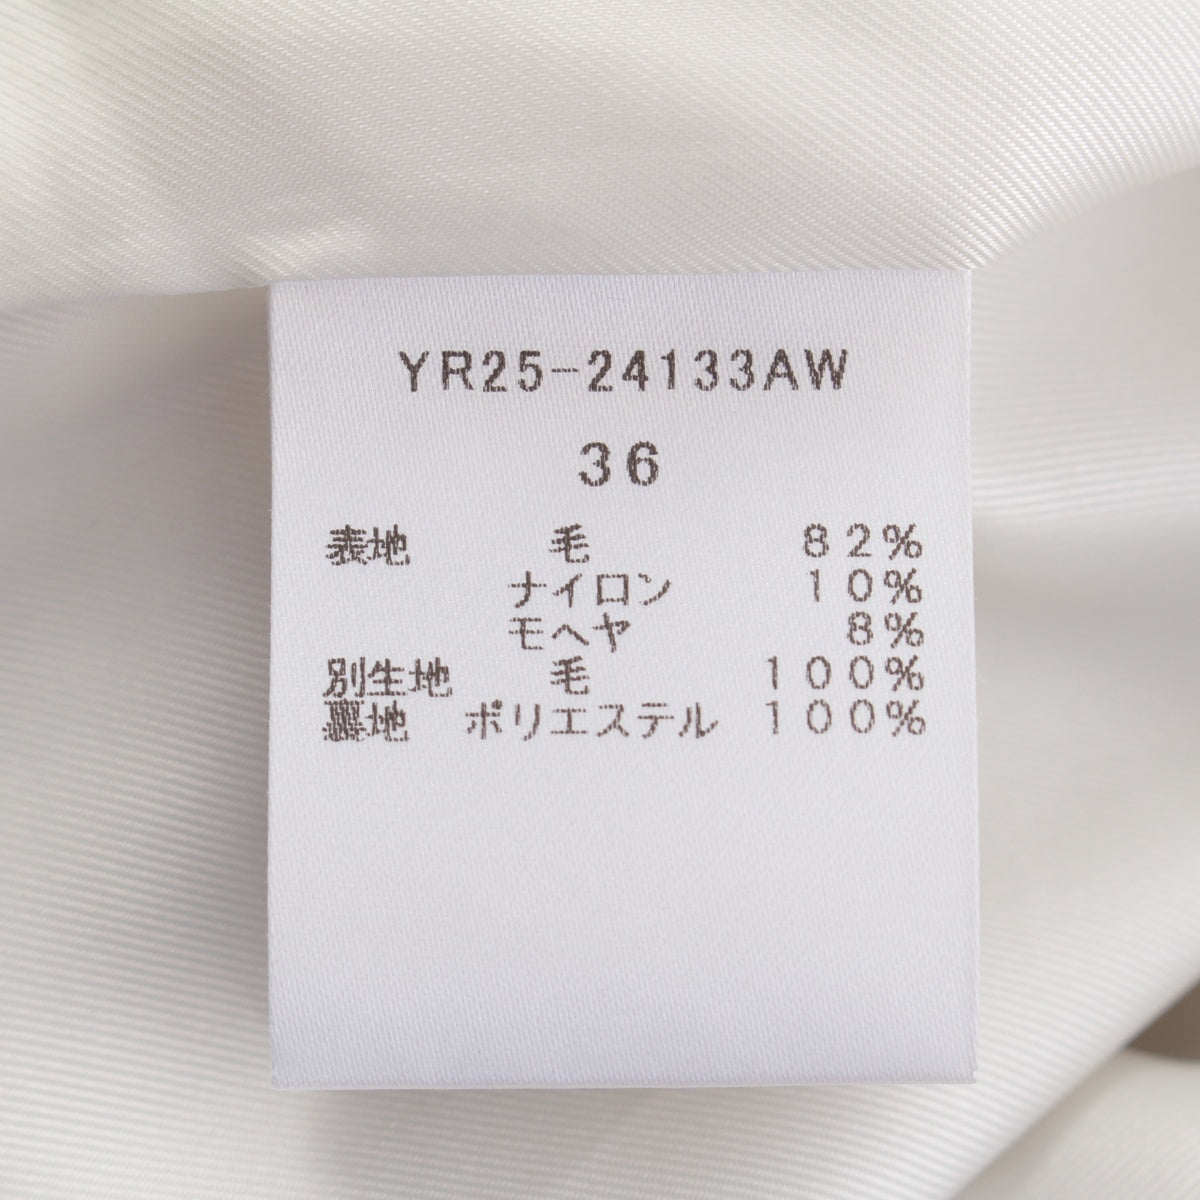 YR25-24133AW
36
表地 毛 82%
ナイロン 10%
モヘヤ 8%
別生地 毛 100%
裏地 ポリエステル 100%